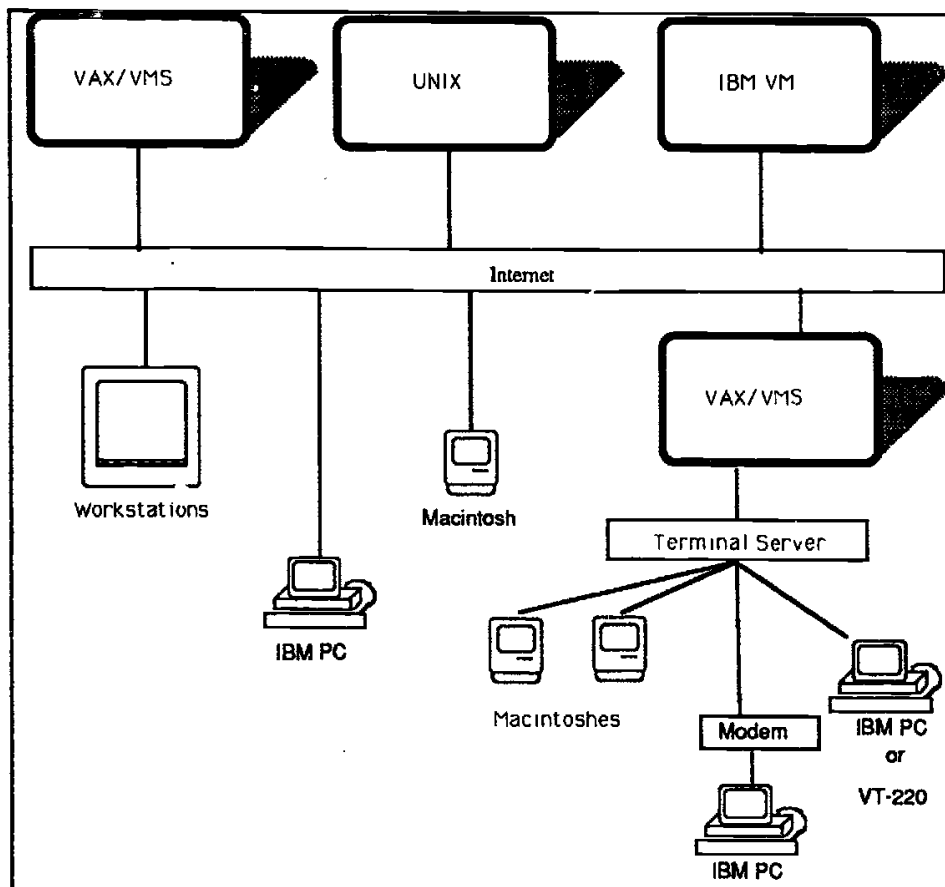 VAX/VMS
UNIX
IBM VM
Internet
VAX/VMS
Workstations
Macintosh
Terminal Server
IBM PC
Macintoshes
Modem
IBM PC
or
VT-220
IBM PC